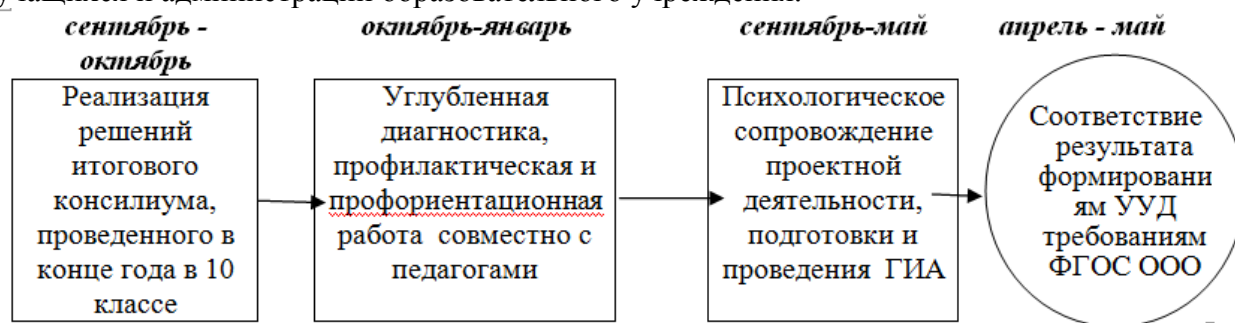 учащихся и администрации образовательного учреждения.
сентябрь -
октябрь
октябрь-январь
сентябрь-май
апрель - май
Реализация
решений
итогового
консилиума,
проведенного в
конце года в 10
классе
Углубленная
диагностика,
профилактическая и
профориентационная
работа совместно с
педагогами
Психологическое
сопровождение
проектной
деятельности,
подготовки и
проведения ГИА
Соответствие
результата
формировани
ям УУД
требованиям
ФГОС ООО